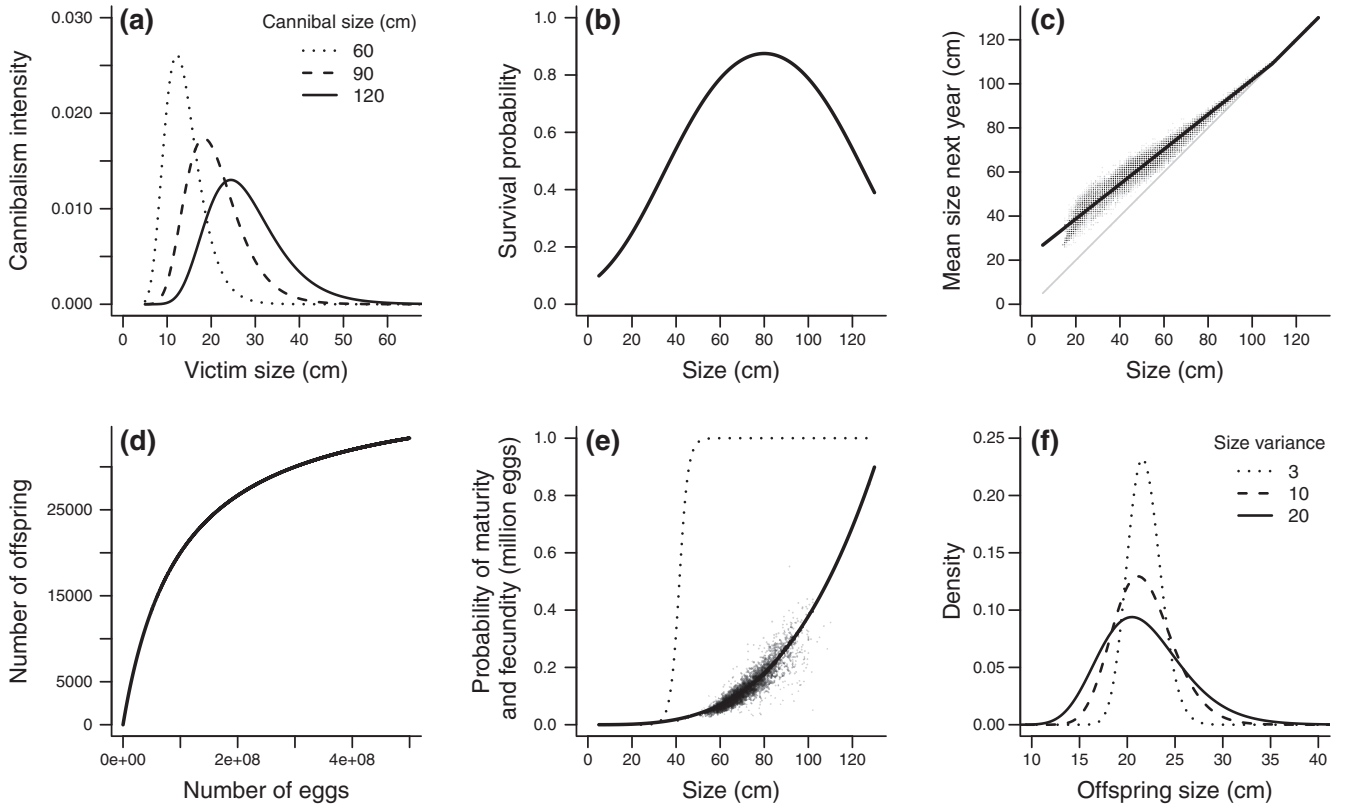 (a)
Cannibal size (cm)
60
90
120
Cannibalism intensity
0.030
0.020
0.010
0.000
0 10 20 30 40 50 60
Victim size (cm)
(b)
Survival probability
1.0
0.8
0.6
0.4
0.2
0.0
0 20 40 60 80 100 120
Size (cm)
(c)
Mean size next year (cm)
120
100
80
60
40
20
0
0 20 40 60 80 100 120
Size (cm)
(d)
Number of offspring
25000
15000
5000
0
0e+00 2e+08 4e+08
Number of eggs
(e)
Probability of maturity
and fecundity (million eggs)
1.0
0.8
0.6
0.4
0.2
0.0
0 20 40 60 80 100 120
Size (cm)
(f)
Size variance
3
10
20
Density
0.25
0.20
0.15
0.10
0.05
0.00
10 15 20 25 30 35 40
Offspring size (cm)